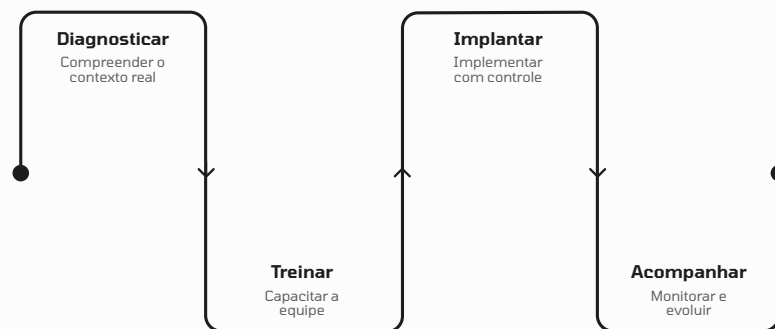 Diagnosticar
Compreender o
contexto real
Treinar
Capacitar a
equipe
Implantar
Implementar
com controle
Acompanhar
Monitorar e
evoluir